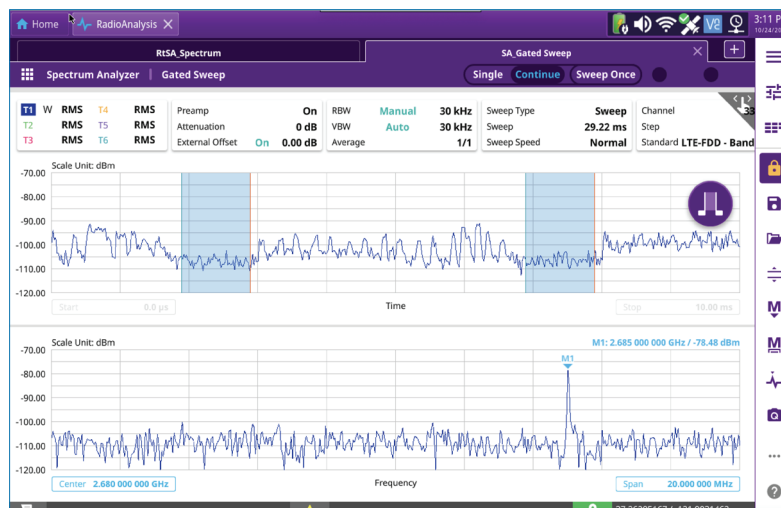 Home RadioAnalysis
3:11 P
10/24/20
RtSA_Spectrum SA_Gated Sweep
Spectrum Analyzer | Gated Sweep Single Continue Sweep Once
T1 W RMS T4 RMS Preamp On RBW Manual 30 kHz Sweep Type Sweep Channel 33
T2 RMS T5 RMS Attenuation 0 dB VBW Auto 30 kHz Sweep 29.22 ms Step
T3 RMS T6 RMS External Offset On 0.00 dB Average 1/1 Sweep Speed Normal Standard LTE-FDD - Band
Scale Unit: dBm
-70.00
-80.00
-90.00
-100.00
-110.00
-120.00
Start 0.0 µs Time Stop 10.00 ms
Scale Unit: dBm M1: 2.685 000 000 GHz / -78.48 dBm
-70.00
M1
-80.00
-90.00
-100.00
-110.00
-120.00
Center 2.680 000 000 GHz Frequency Span 20.000 000 MHz